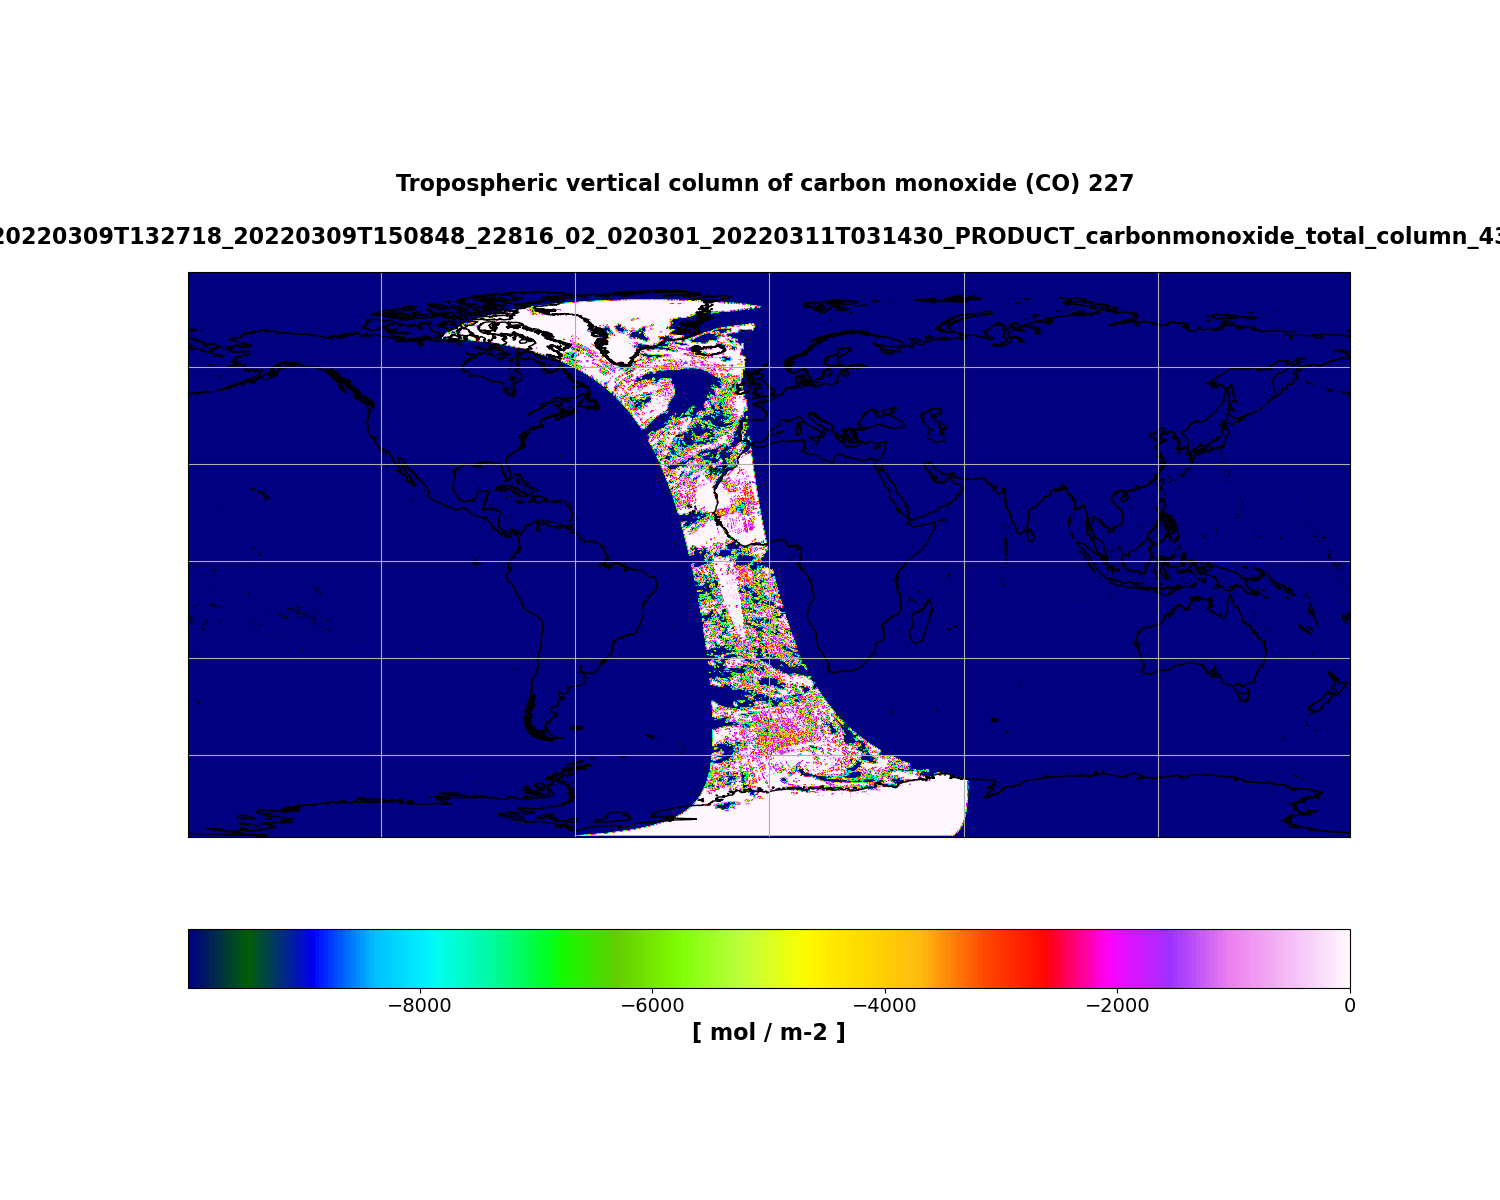 Tropospheric vertical column of carbon monoxide (CO) 227
20220309T132718_20220309T150848_22816_02_020301_20220311T031430_PRODUCT_carbonmonoxide_total_column_43
−8000 −6000 −4000 −2000 0
[ mol / m-2 ]